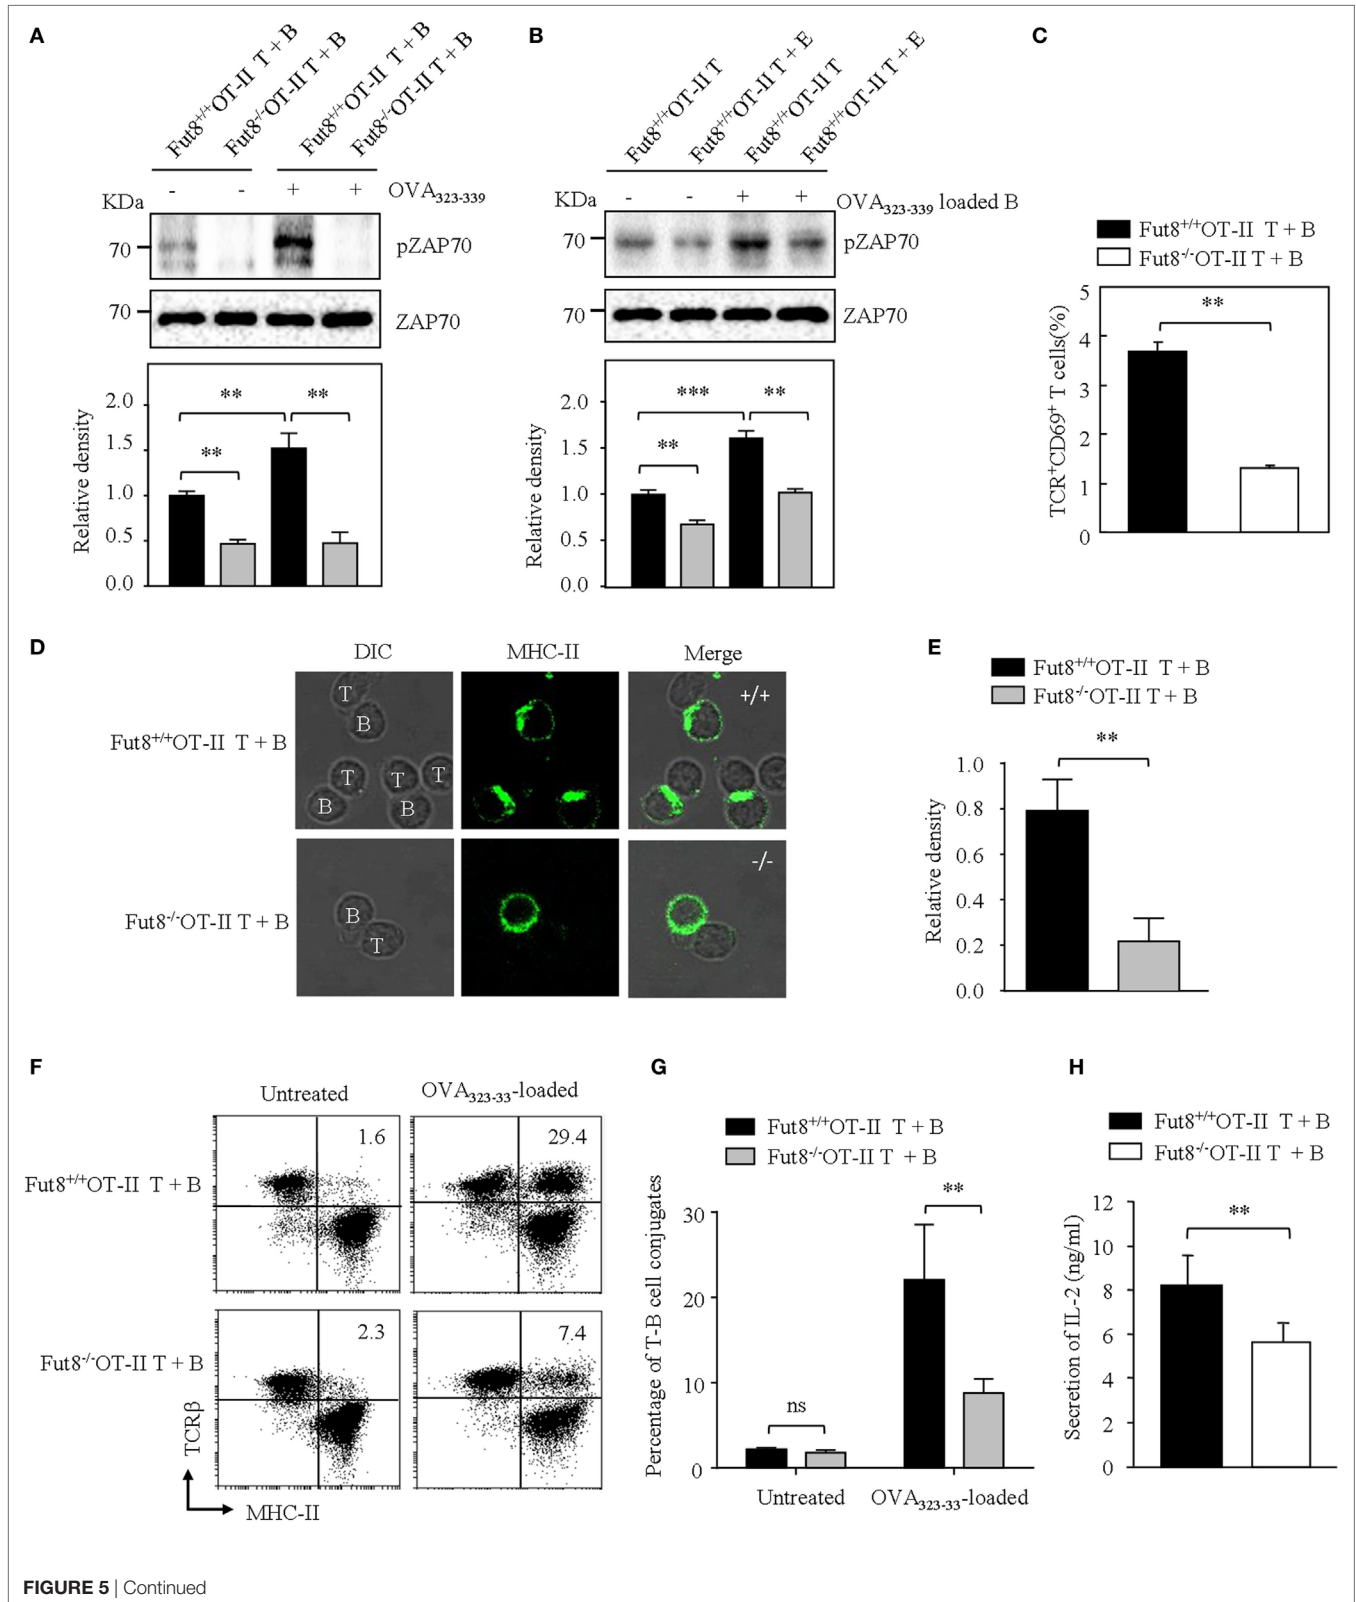 A
Fut8+/+OT-II T + B
Fut8-/-OT-II T + B
Fut8+/+OT-II T + B
Fut8-/-OT-II T + B
- - + + OVA323-339
KDa
70 pZAP70
70 ZAP70
Relative density
2.0
1.5
1.0
0.5
0.0
** **
**
B
Fut8+/+OT-II T
Fut8+/+OT-II T + E
Fut8+/+OT-II T
Fut8+/+OT-II T + E
KDa - - + + OVA323-339 loaded B
70 pZAP70
70 ZAP70
Relative density
2.0
1.5
1.0
0.5
0.0
*** **
**
C
Fut8+/+OT-II T + B
Fut8-/-OT-II T + B
TCR+CD69+ T cells(%)
5
4
3
2
1
0
**
D
DIC MHC-II Merge
Fut8+/+OT-II T + B
T
B
T T T
B B
+/+
Fut8-/-OT-II T + B
B
T
-/-
E
Fut8+/+OT-II T + B
Fut8-/-OT-II T + B
**
Relative density
1.0
0.8
0.6
0.4
0.2
0.0
F
Untreated OVA323-33-loaded
Fut8+/+OT-II T + B 1.6 29.4
Fut8-/-OT-II T + B 2.3 7.4
TCRβ
MHC-II
G
Fut8+/+OT-II T + B
Fut8-/-OT-II T + B
Percentage of T-B cell conjugates
30
20
10
0
ns
**
Untreated OVA323-33-loaded
H
Fut8+/+OT-II T + B
Fut8-/-OT-II T + B
Secretion of IL-2 (ng/ml)
12
10
8
6
4
2
0
**
FIGURE 5 | Continued